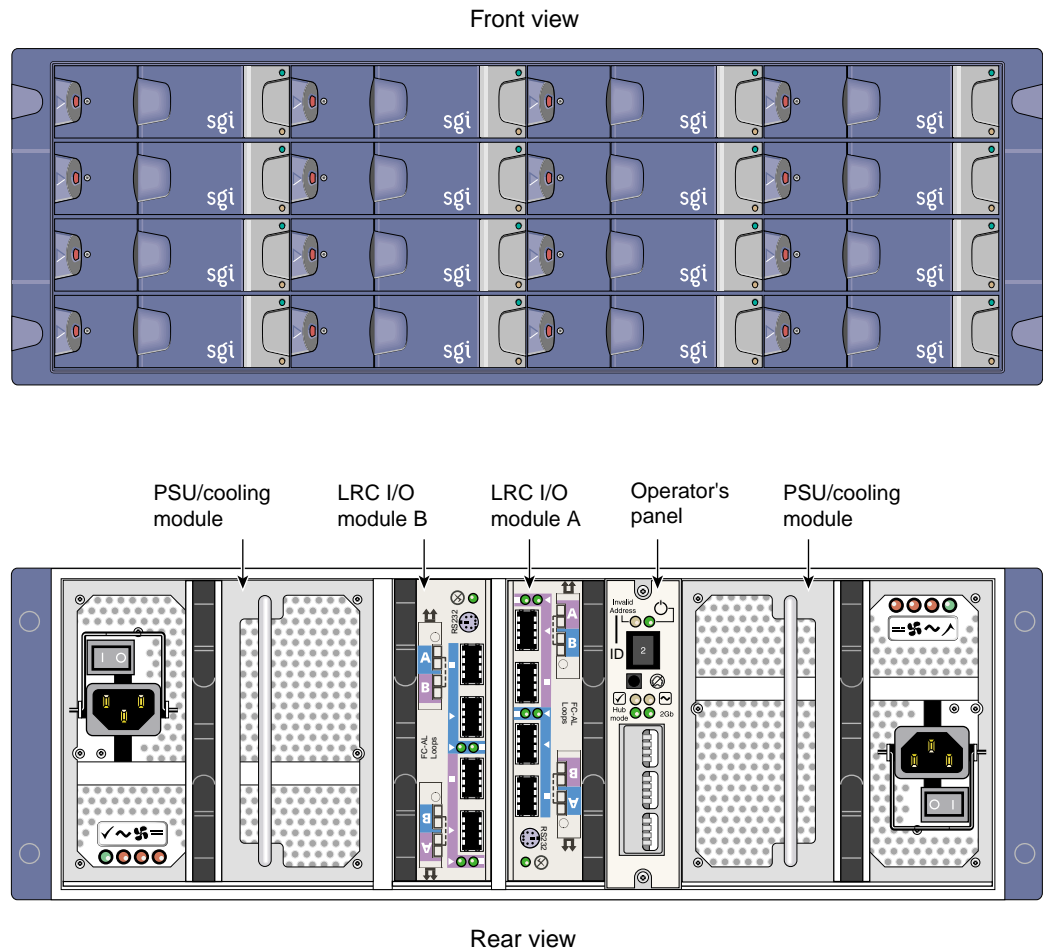 Front view
sgi sgi sgi sgi
sgi sgi sgi sgi
sgi sgi sgi sgi
sgi sgi sgi sgi
PSU/cooling
module
LRC I/O
module B
LRC I/O
module A
Operator's
panel
PSU/cooling
module
I O
RS232
A
B
FC-AL
Loops
B
A
A
B
FC-AL
Loops
B
A
RS232
Invalid
Address
ID
2
Hub
mode
2Gb
O I
Rear view